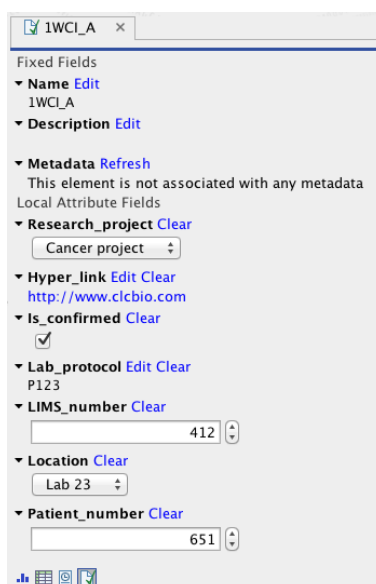 1WCI_A ×
Fixed Fields
Name Edit
1WCI_A
Description Edit
Metadata Refresh
This element is not associated with any metadata
Local Attribute Fields
Research_project Clear
Cancer project
Hyper_link Edit Clear
http://www.clcbio.com
Is_confirmed Clear
Lab_protocol Edit Clear
P123
LIMS_number Clear
412
Location Clear
Lab 23
Patient_number Clear
651